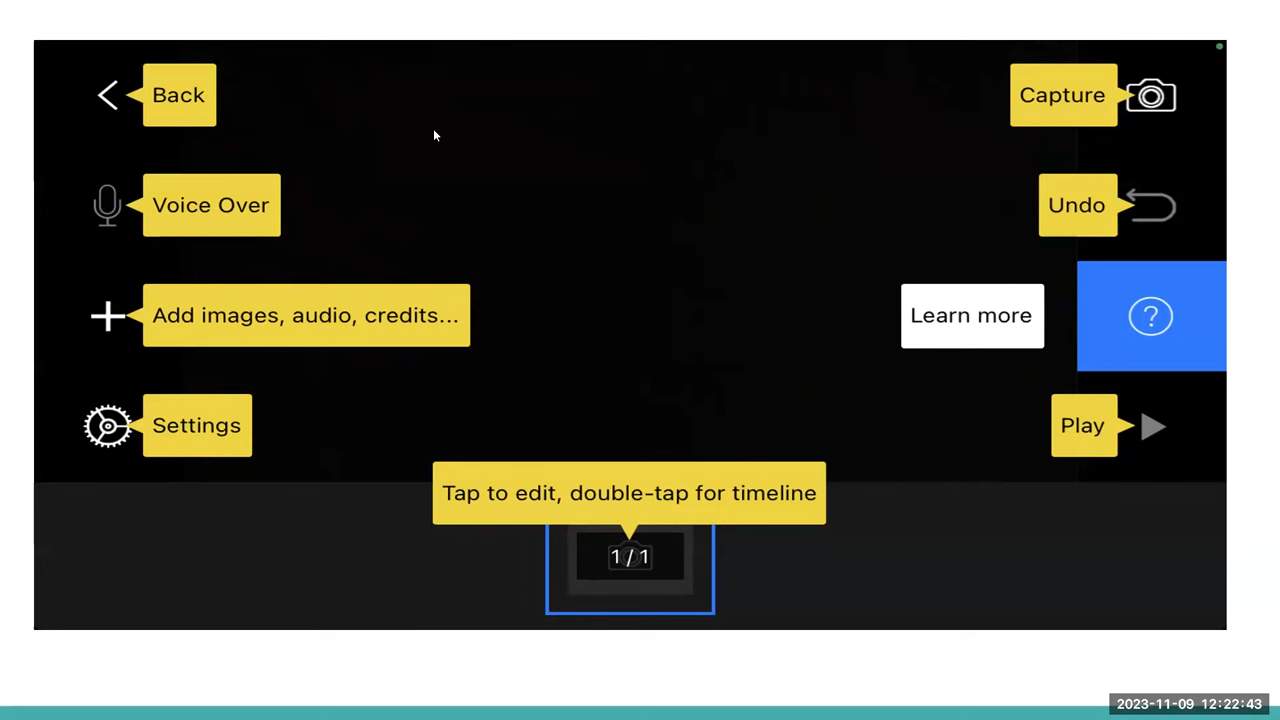 Back
Capture
Voice Over
Undo
Add images, audio, credits...
Learn more
?
Settings
Play
Tap to edit, double-tap for timeline
1/1
2023-11-09 12:22:43